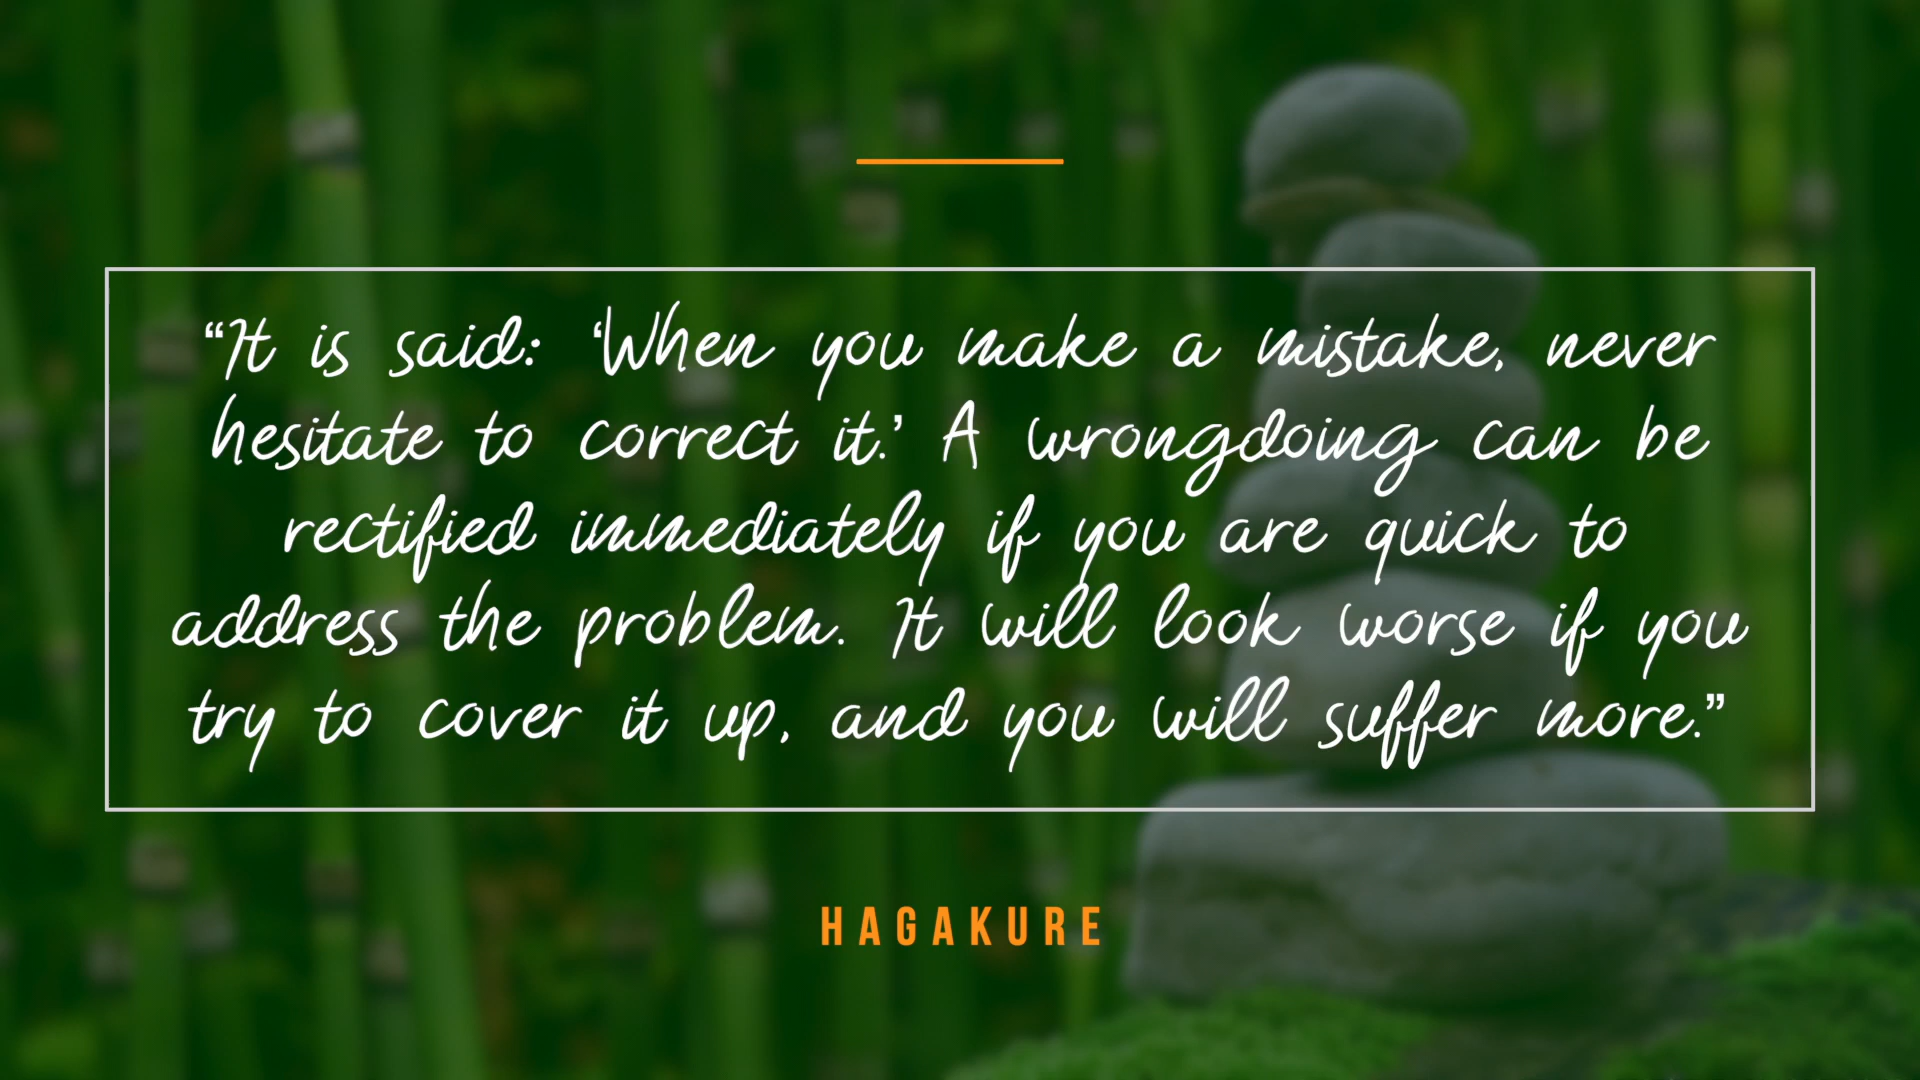 “It is said: ‘When you make a mistake, never
hesitate to correct it.’ A wrongdoing can be
rectified immediately if you are quick to
address the problem. It will look worse if you
try to cover it up, and you will suffer more.”
HAGAKURE